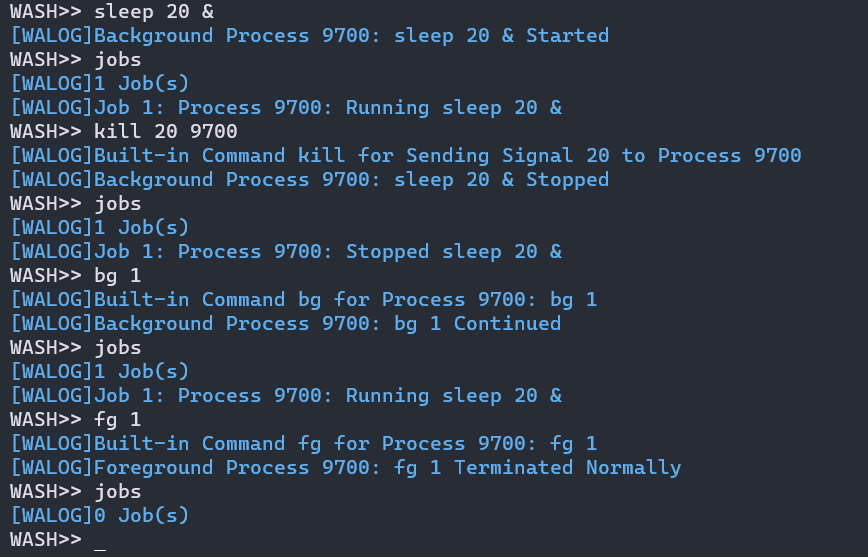 WASH>> sleep 20 &
[WALOG]Background Process 9700: sleep 20 & Started
WASH>> jobs
[WALOG]1 Job(s)
[WALOG]Job 1: Process 9700: Running sleep 20 &
WASH>> kill 20 9700
[WALOG]Built-in Command kill for Sending Signal 20 to Process 9700
[WALOG]Background Process 9700: sleep 20 & Stopped
WASH>> jobs
[WALOG]1 Job(s)
[WALOG]Job 1: Process 9700: Stopped sleep 20 &
WASH>> bg 1
[WALOG]Built-in Command bg for Process 9700: bg 1
[WALOG]Background Process 9700: bg 1 Continued
WASH>> jobs
[WALOG]1 Job(s)
[WALOG]Job 1: Process 9700: Running sleep 20 &
WASH>> fg 1
[WALOG]Built-in Command fg for Process 9700: fg 1
[WALOG]Foreground Process 9700: fg 1 Terminated Normally
WASH>> jobs
[WALOG]0 Job(s)
WASH>> _